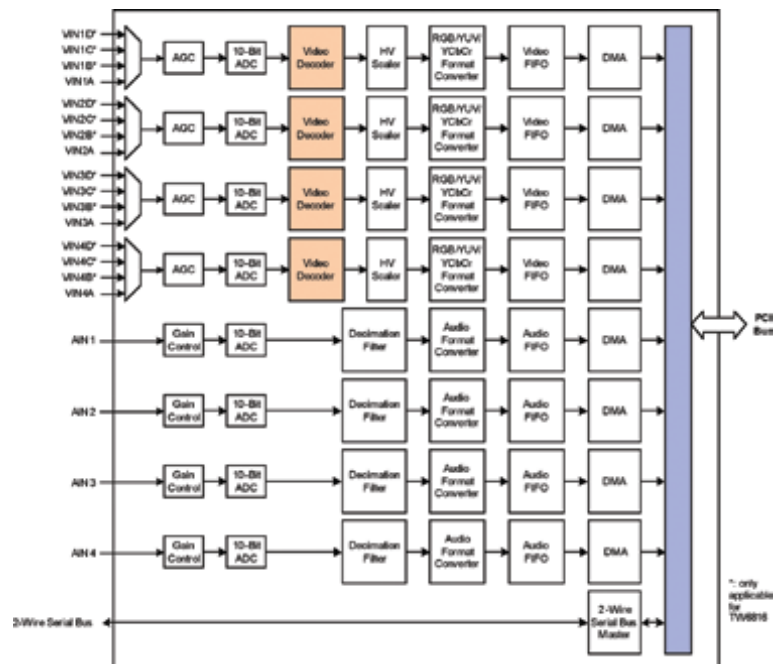 VIN1D*
VIN1C*
VIN1B*
VIN1A
AGC
10-Bit
ADC
Video
Decoder
HV
Scaler
RGB/YUV/
YCbCr
Format
Converter
Video
FIFO
DMA
VIN2D*
VIN2C*
VIN2B*
VIN2A
AGC
10-Bit
ADC
Video
Decoder
HV
Scaler
RGB/YUV/
YCbCr
Format
Converter
Video
FIFO
DMA
VIN3D*
VIN3C*
VIN3B*
VIN3A
AGC
10-Bit
ADC
Video
Decoder
HV
Scaler
RGB/YUV/
YCbCr
Format
Converter
Video
FIFO
DMA
VIN4D*
VIN4C*
VIN4B*
VIN4A
AGC
10-Bit
ADC
Video
Decoder
HV
Scaler
RGB/YUV/
YCbCr
Format
Converter
Video
FIFO
DMA
AIN 1
Gain
Control
10-Bit
ADC
Decimation
Filter
Audio
Format
Converter
Audio
FIFO
DMA
Bus
AIN 2
Gain
Control
10-Bit
ADC
Decimation
Filter
Audio
Format
Converter
Audio
FIFO
DMA
AIN 3
Gain
Control
10-Bit
ADC
Decimation
Filter
Audio
Format
Converter
Audio
FIFO
DMA
AIN 4
Gain
Control
10-Bit
ADC
Decimation
Filter
Audio
Format
Converter
Audio
FIFO
DMA
*: only
applicable
for
TW6816
2-Wire Serial Bus
2-Wire
Serial Bus
Master